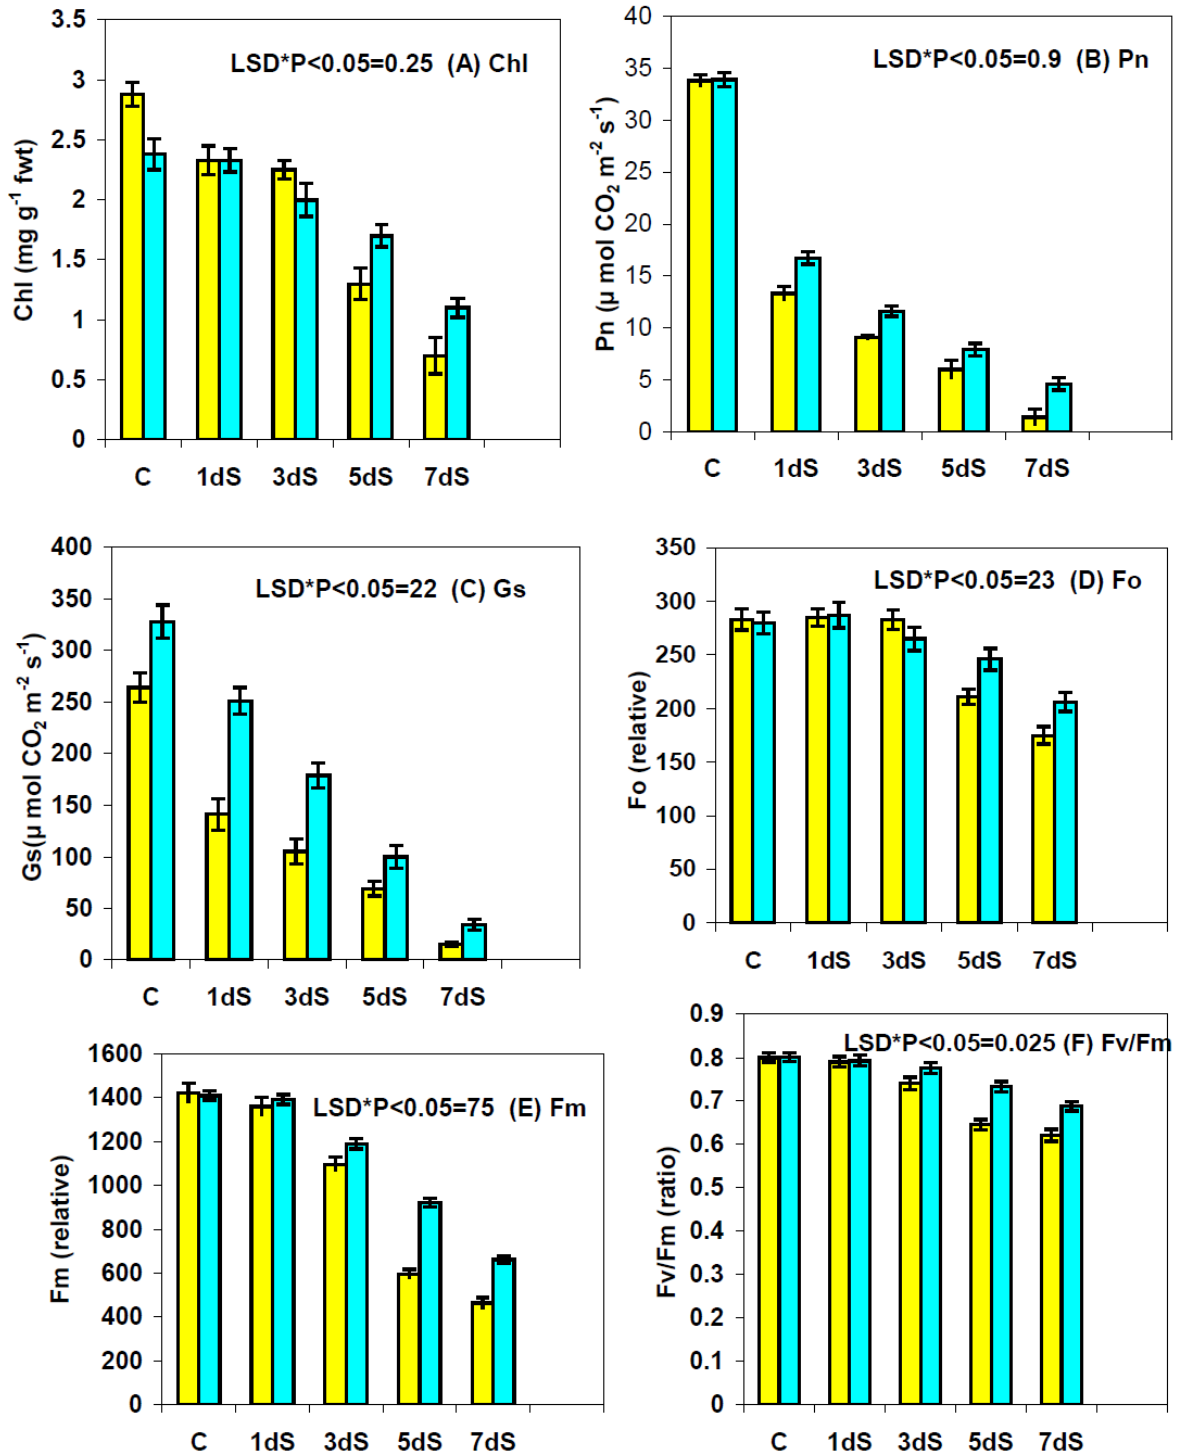 LSD*P<0.05=0.25 (A) Chl
Chl (mg g⁻¹ fwt)
3.5
3
2.5
2
1.5
1
0.5
0
C 1dS 3dS 5dS 7dS
LSD*P<0.05=0.9 (B) Pn
Pn (µ mol CO₂ m⁻² s⁻¹)
40
35
30
25
20
15
10
5
0
C 1dS 3dS 5dS 7dS
LSD*P<0.05=22 (C) Gs
Gs(µ mol CO₂ m⁻² s⁻¹)
400
350
300
250
200
150
100
50
0
C 1dS 3dS 5dS 7dS
LSD*P<0.05=23 (D) Fo
Fo (relative)
350
300
250
200
150
100
50
0
C 1dS 3dS 5dS 7dS
LSD*P<0.05=75 (E) Fm
Fm (relative)
1600
1400
1200
1000
800
600
400
200
0
C 1dS 3dS 5dS 7dS
LSD*P<0.05=0.025 (F) Fv/Fm
Fv/Fm (ratio)
0.9
0.8
0.7
0.6
0.5
0.4
0.3
0.2
0.1
0
C 1dS 3dS 5dS 7dS